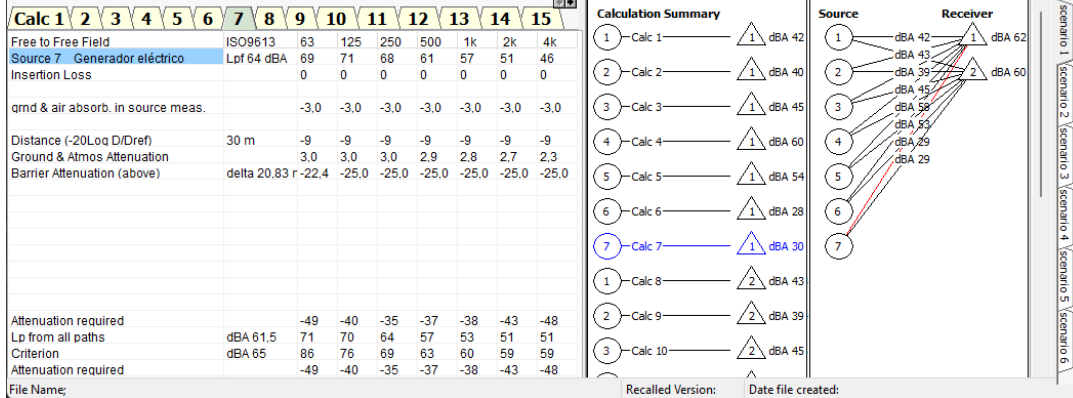 Calc 1 2 3 4 5 6 7 8 9 10 11 12 13 14 15
Free to Free Field ISO9613 63 125 250 500 1k 2k 4k
Source 7 Generador eléctrico Lpf 64 dBA 69 71 68 61 57 51 46
Insertion Loss 0 0 0 0 0 0 0
grnd & air absorb. in source meas. -3,0 -3,0 -3,0 -3,0 -3,0 -3,0 -3,0
Distance (-20Log D/Dref) 30 m -9 -9 -9 -9 -9 -9 -9
Ground & Atmos Attenuation 3,0 3,0 3,0 2,9 2,8 2,7 2,3
Barrier Attenuation (above) delta 20,83 r -22,4 -25,0 -25,0 -25,0 -25,0 -25,0 -25,0
Attenuation required -49 -40 -35 -37 -38 -43 -48
Lp from all paths dBA 61,5 71 70 64 57 53 51 51
Criterion dBA 65 86 76 69 63 60 59 59
Attenuation required -49 -40 -35 -37 -38 -43 -48
Calculation Summary
1 Calc 1 1 dBA 42
2 Calc 2 1 dBA 40
3 Calc 3 1 dBA 45
4 Calc 4 1 dBA 60
5 Calc 5 1 dBA 54
6 Calc 6 1 dBA 28
7 Calc 7 1 dBA 30
1 Calc 8 2 dBA 43
2 Calc 9 2 dBA 39
3 Calc 10 2 dBA 45
Source Receiver
1 dBA 42 1 dBA 62
dBA 43
2 dBA 39 2 dBA 60
dBA 45
3 dBA
4 dBA 53
dBA 29
5 dBA 29
6
7
scenario 1
scenario 2
scenario 3
scenario 4
scenario 5
scenario 6
File Name; Recalled Version: Date file created: